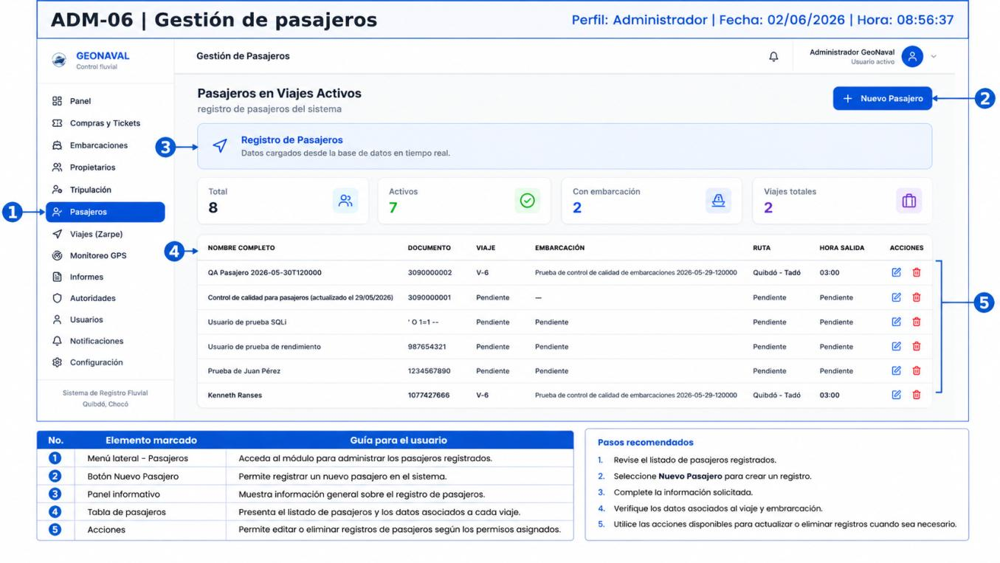 ADM-06 | Gestión de pasajeros
Perfil: Administrador | Fecha: 02/06/2026 | Hora: 08:56:37
GEONAVAL
Control fluvial
Gestión de Pasajeros
Administrador GeoNaval
Usuario activo
Panel
Compras y Tickets
Embarcaciones
Propietarios
Tripulación
Pasajeros
Viajes (Zarpe)
Monitoreo GPS
Informes
Autoridades
Usuarios
Notificaciones
Configuración
Sistema de Registro Fluvial
Quibdó, Chocó
1
Pasajeros en Viajes Activos
registro de pasajeros del sistema
+ Nuevo Pasajero
2
3
Registro de Pasajeros
Datos cargados desde la base de datos en tiempo real.
Total
8
Activos
7
Con embarcación
2
Viajes totales
2
4
NOMBRE COMPLETO DOCUMENTO VIAJE EMBARCACIÓN RUTA HORA SALIDA ACCIONES
QA Pasajero 2026-05-30T120000 3090000002 V-6 Prueba de control de calidad de embarcaciones 2026-05-29-120000 Quibdó - Tadó 03:00
Control de calidad para pasajeros (actualizado el 29/05/2026) 3090000001 Pendiente — Pendiente Pendiente
Usuario de prueba SQLi ' O 1=1 -- Pendiente Pendiente Pendiente Pendiente
Usuario de prueba de rendimiento 987654321 Pendiente Pendiente Pendiente Pendiente
Prueba de Juan Pérez 1234567890 Pendiente Pendiente Pendiente Pendiente
Kenneth Ranses 1077427666 V-6 Prueba de control de calidad de embarcaciones 2026-05-29-120000 Quibdó - Tadó 03:00
5
No. Elemento marcado Guía para el usuario
1 Menú lateral - Pasajeros Acceda al módulo para administrar los pasajeros registrados.
2 Botón Nuevo Pasajero Permite registrar un nuevo pasajero en el sistema.
3 Panel informativo Muestra información general sobre el registro de pasajeros.
4 Tabla de pasajeros Presenta el listado de pasajeros y los datos asociados a cada viaje.
5 Acciones Permite editar o eliminar registros de pasajeros según los permisos asignados.
Pasos recomendados
1. Revise el listado de pasajeros registrados.
2. Seleccione Nuevo Pasajero para crear un registro.
3. Complete la información solicitada.
4. Verifique los datos asociados al viaje y embarcación.
5. Utilice las acciones disponibles para actualizar o eliminar registros cuando sea necesario.